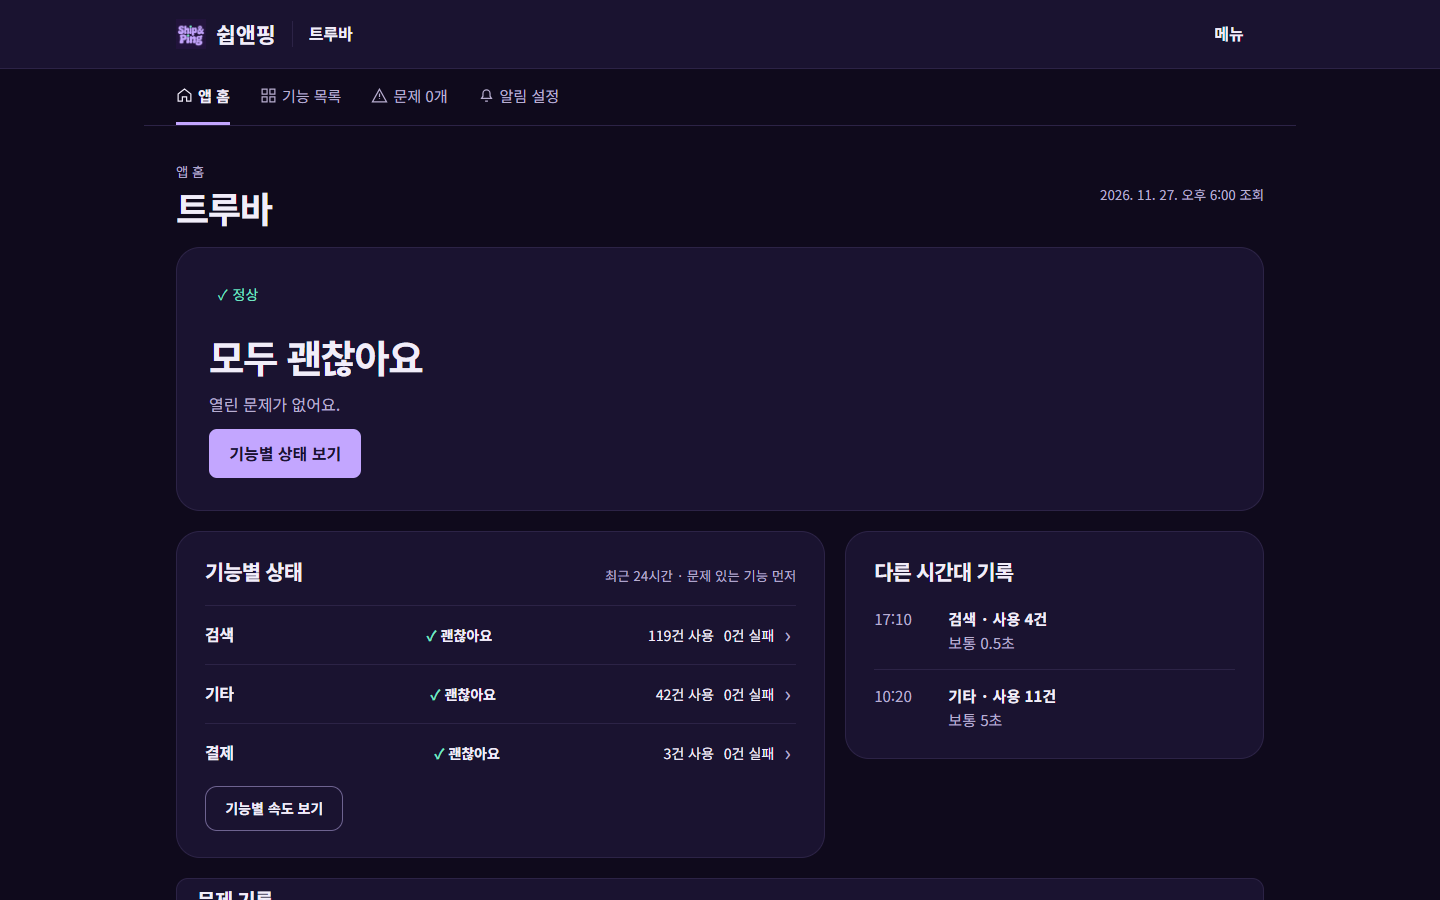 Ship&
Ping
쉽앤핑
트루바
메뉴
앱 홈
기능 목록
문제 0개
알림 설정
앱 홈
트루바
2026. 11. 27. 오후 6:00 조회
✓ 정상
모두 괜찮아요
열린 문제가 없어요.
기능별 상태 보기
기능별 상태
최근 24시간 · 문제 있는 기능 먼저
검색 ✓ 괜찮아요 119건 사용 0건 실패 ›
기타 ✓ 괜찮아요 42건 사용 0건 실패 ›
결제 ✓ 괜찮아요 3건 사용 0건 실패 ›
기능별 속도 보기
다른 시간대 기록
17:10 검색 · 사용 4건
보통 0.5초
10:20 기타 · 사용 11건
보통 5초
문제 기록